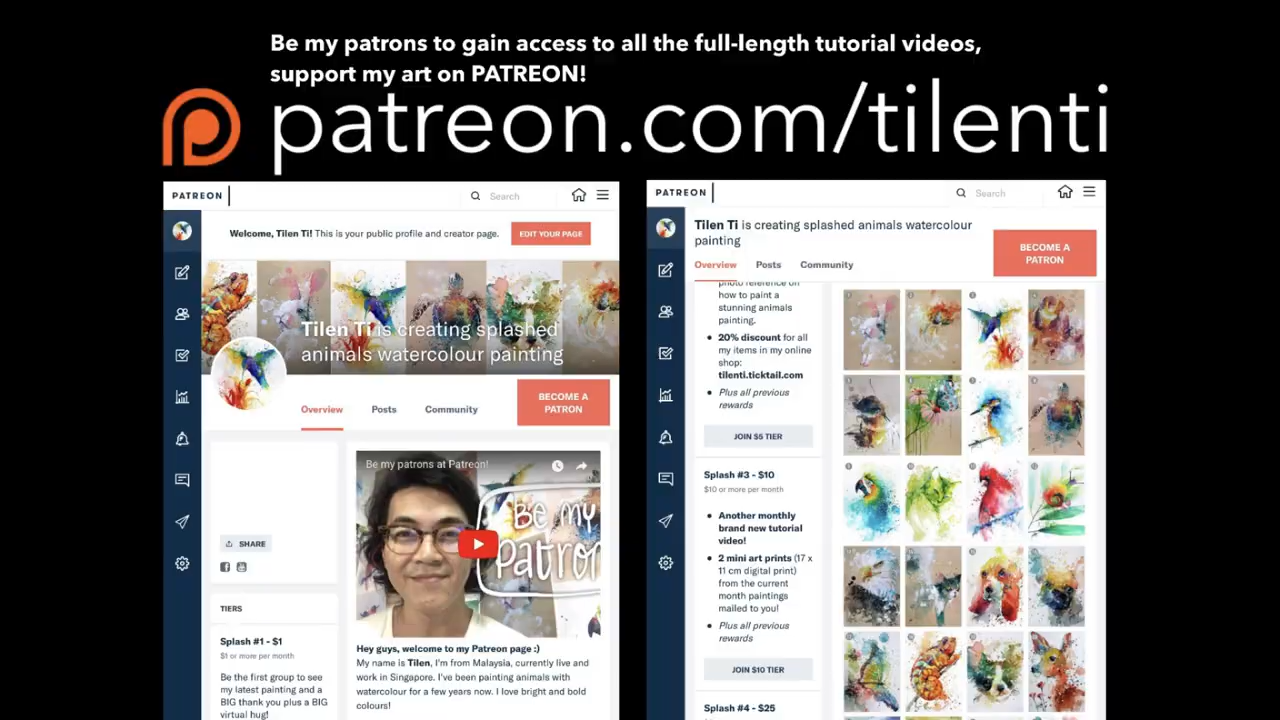 Be my patrons to gain access to all the full-length tutorial videos,
support my art on PATREON!
patreon.com/tilenti
PATREON
Search
Welcome, Tilen Ti! This is your public profile and creator page.
EDIT YOUR PAGE
Tilen Ti is creating splashed
animals watercolour painting
Overview
Posts
Community
BECOME A
PATRON
SHARE
TIERS
Splash #1 - $1
$1 or more per month
Be the first group to see
my latest painting and a
BIG thank you plus a BIG
virtual hug!
Be my patrons at Patreon!
Be my
Patron
Hey guys, welcome to my Patreon page :)
My name is Tilen, I'm from Malaysia, currently live and
work in Singapore. I've been painting animals with
watercolour for a few years now. I love bright and bold
colours!
PATREON
Search
Tilen Ti is creating splashed animals watercolour
painting
BECOME A
PATRON
Overview
Posts
Community
photo reference on
how to paint a
stunning animals
painting.
20% discount for all
my items in my online
shop:
tilenti.ticktail.com
Plus all previous
rewards
JOIN $5 TIER
Splash #3 - $10
$10 or more per month
Another monthly
brand new tutorial
video!
2 mini art prints (17 x
11 cm digital print)
from the current
month paintings
mailed to you!
Plus all previous
rewards
JOIN $10 TIER
Splash #4 - $25